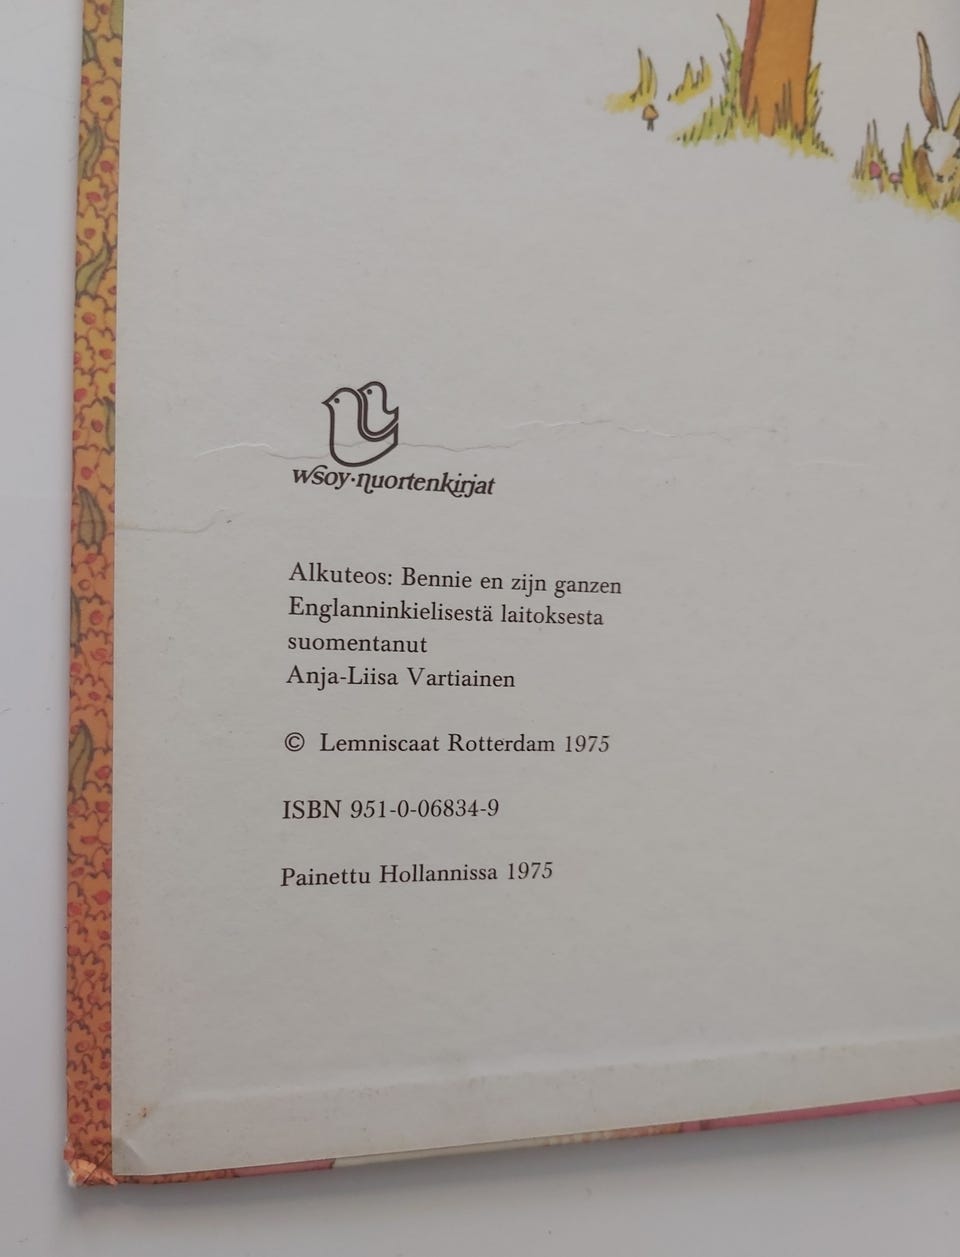 wsoy·nuortenkirjat
Alkuteos: Bennie en zijn ganzen
Englanninkielisestä laitoksesta
suomentanut
Anja-Liisa Vartiainen
© Lemniscaat Rotterdam 1975
ISBN 951-0-06834-9
Painettu Hollannissa 1975